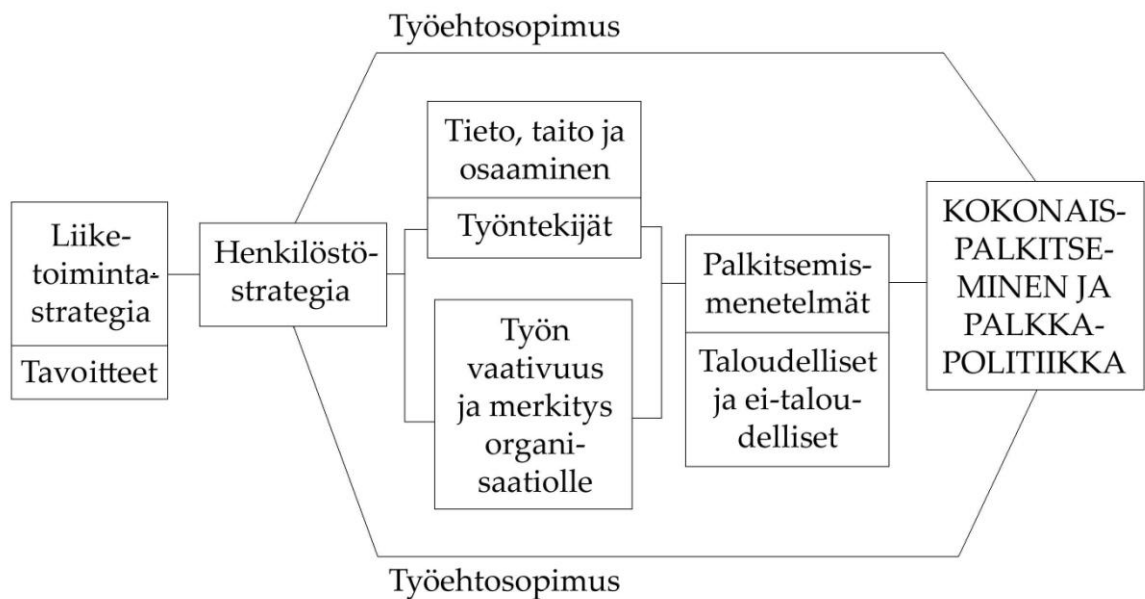 Työehtosopimus
Liike-
toiminta-
strategia
Tavoitteet
Henkilöstö-
strategia
Tieto, taito ja
osaaminen
Työntekijät
Työn
vaativuus
ja merkitys
organi-
saatiolle
Palkitsemis-
menetelmät
Taloudelliset
ja ei-talou-
delliset
KOKONAIS-
PALKITSE-
MINEN JA
PALKKA-
POLITIIKKA
Työehtosopimus